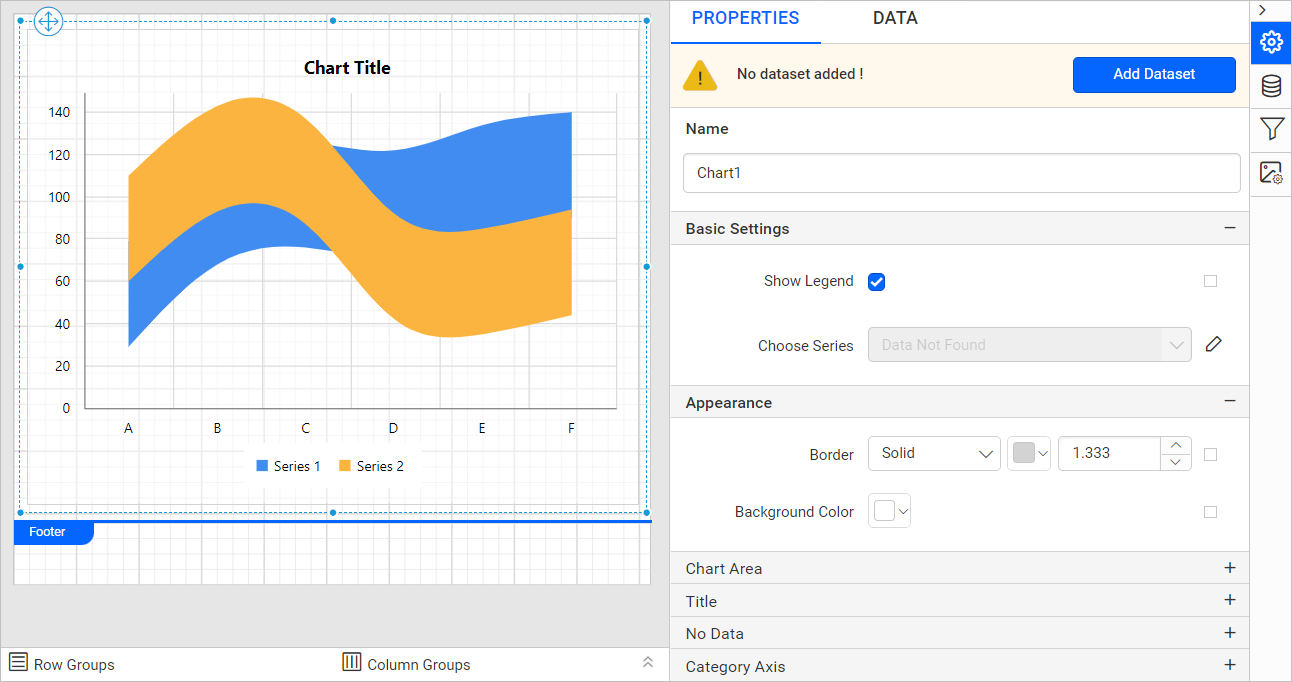 Chart Title
140
120
100
80
60
40
20
0
A B C D E F
Series 1 Series 2
Footer
Row Groups Column Groups
PROPERTIES DATA
No dataset added ! Add Dataset
Name
Chart1
Basic Settings
Show Legend
Choose Series Data Not Found
Appearance
Border Solid 1.333
Background Color
Chart Area
Title
No Data
Category Axis